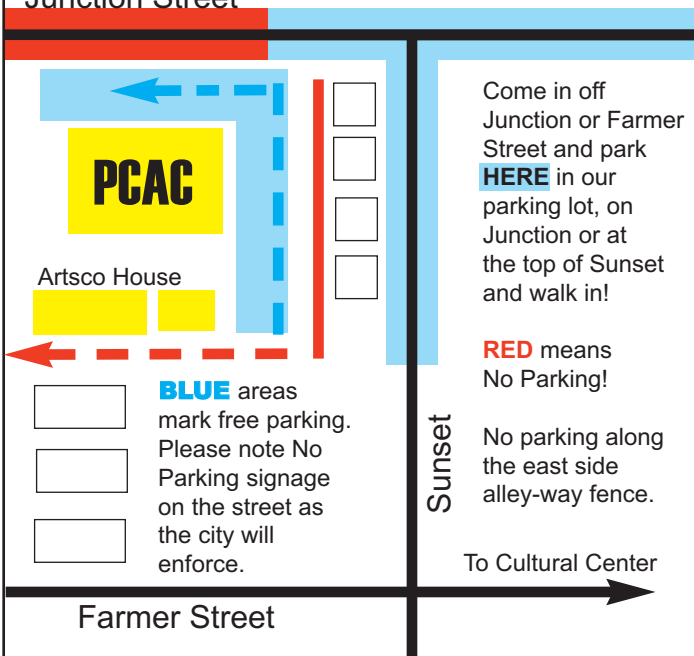 Junction Street
PCAC
Artsco House
BLUE areas
mark free parking.
Please note No
Parking signage
on the street as
the city will
enforce.
Come in off
Junction or Farmer
Street and park
HERE in our
parking lot, on
Junction or at
the top of Sunset
and walk in!
RED means
No Parking!
No parking along
the east side
alley-way fence.
Sunset
To Cultural Center
Farmer Street